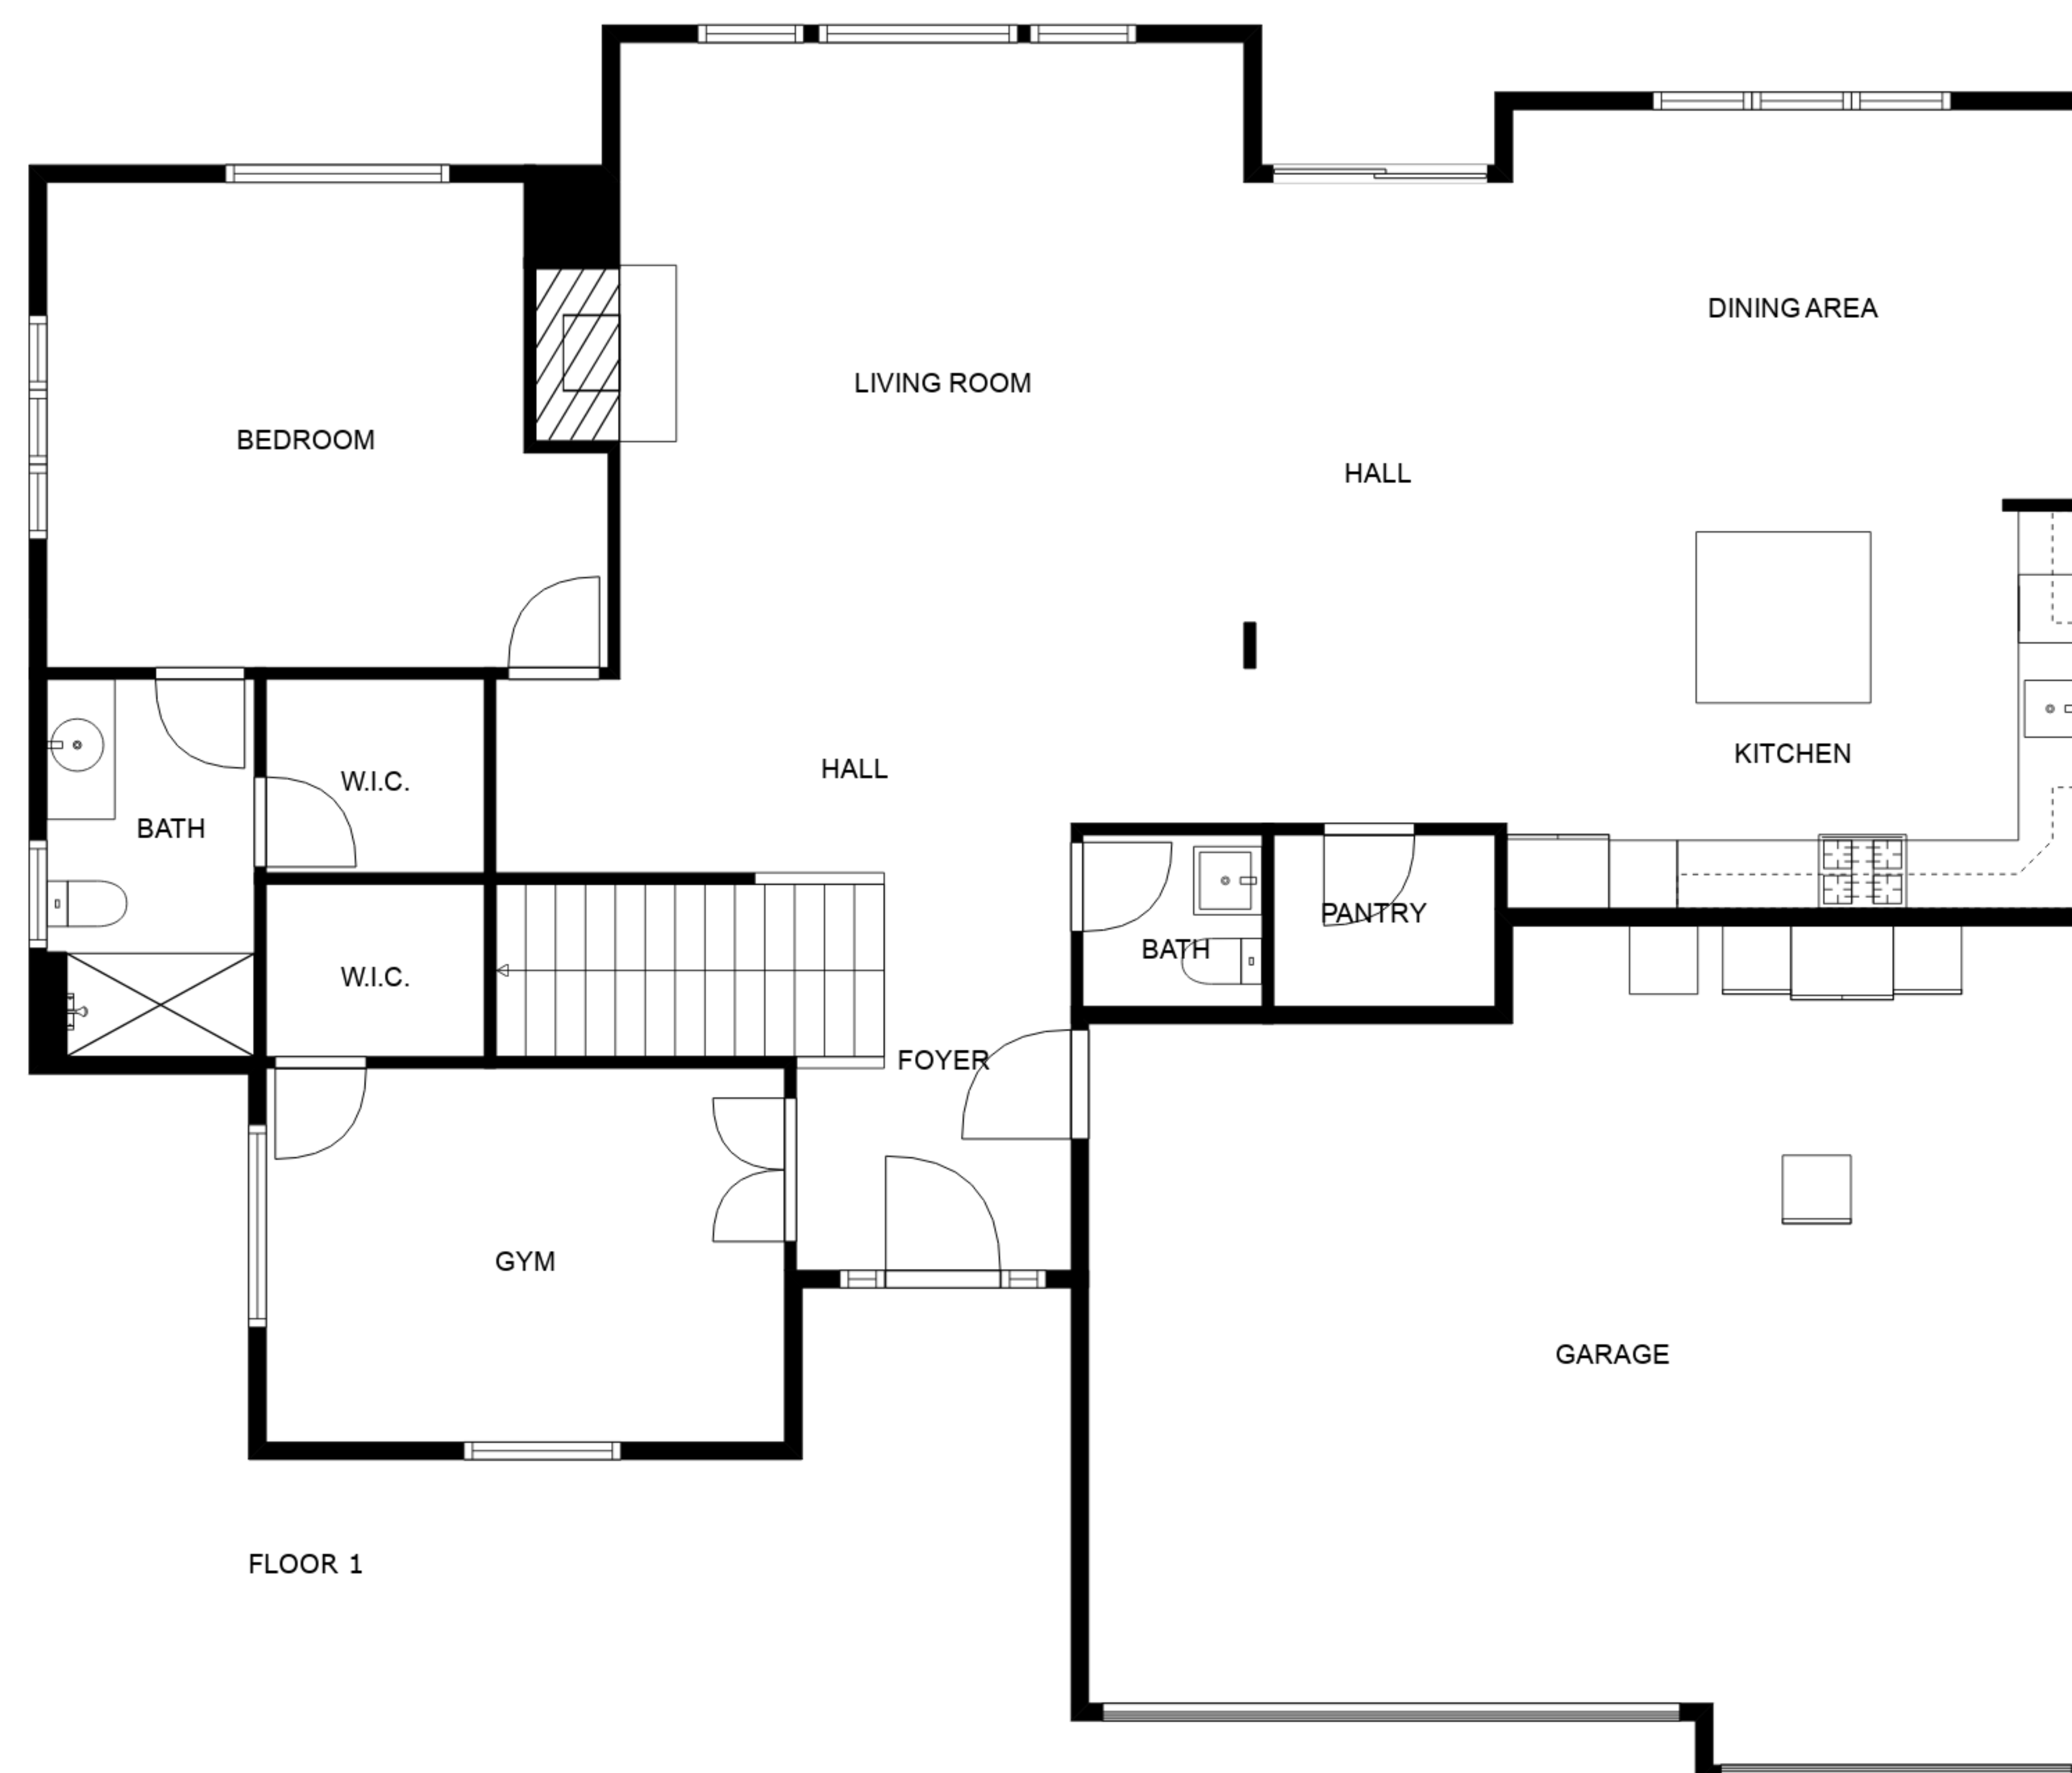 DINING AREA
LIVING ROOM
BEDROOM
HALL
KITCHEN
HALL
W.I.C.
BATH
PANTRY
BATH
W.I.C.
FOYER
GYM
GARAGE
FLOOR 1